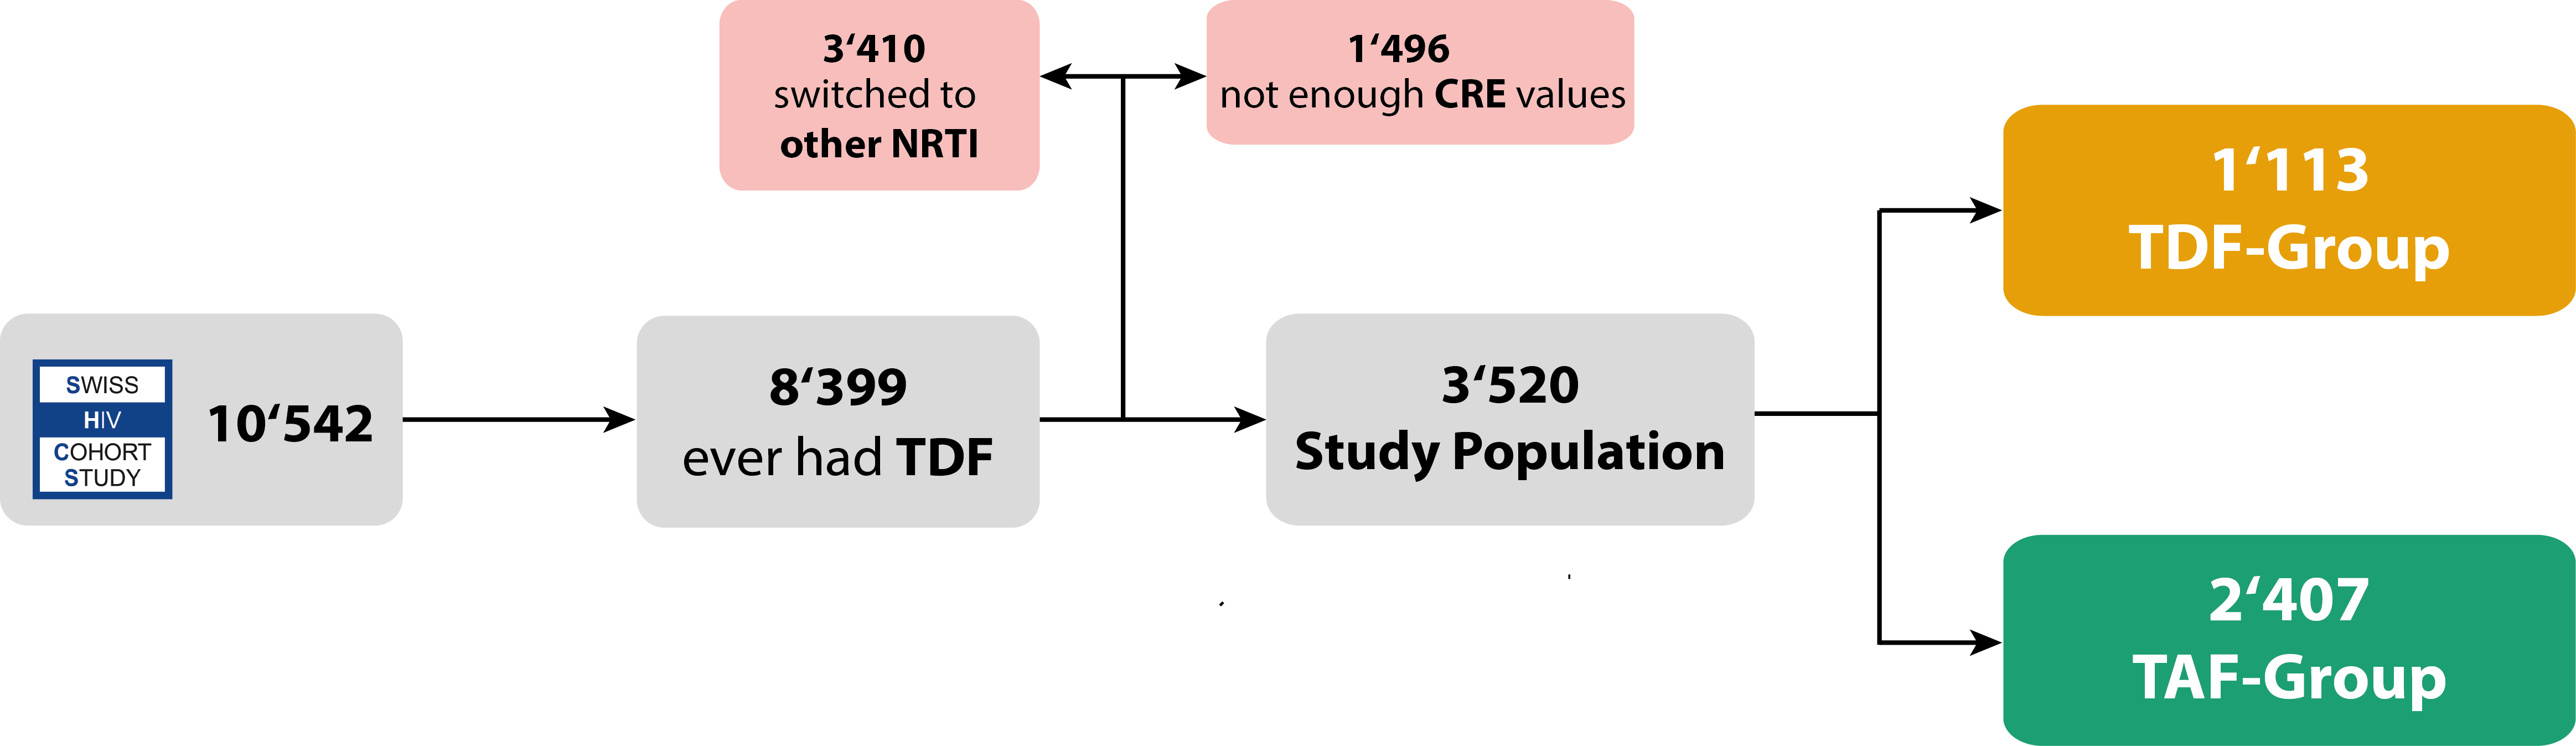 3‘410
switched to
other NRTI
1‘496
not enough CRE values
SWISS
HIV
COHORT
STUDY
10‘542
8‘399
ever had TDF
3‘520
Study Population
1‘113
TDF-Group
2‘407
TAF-Group